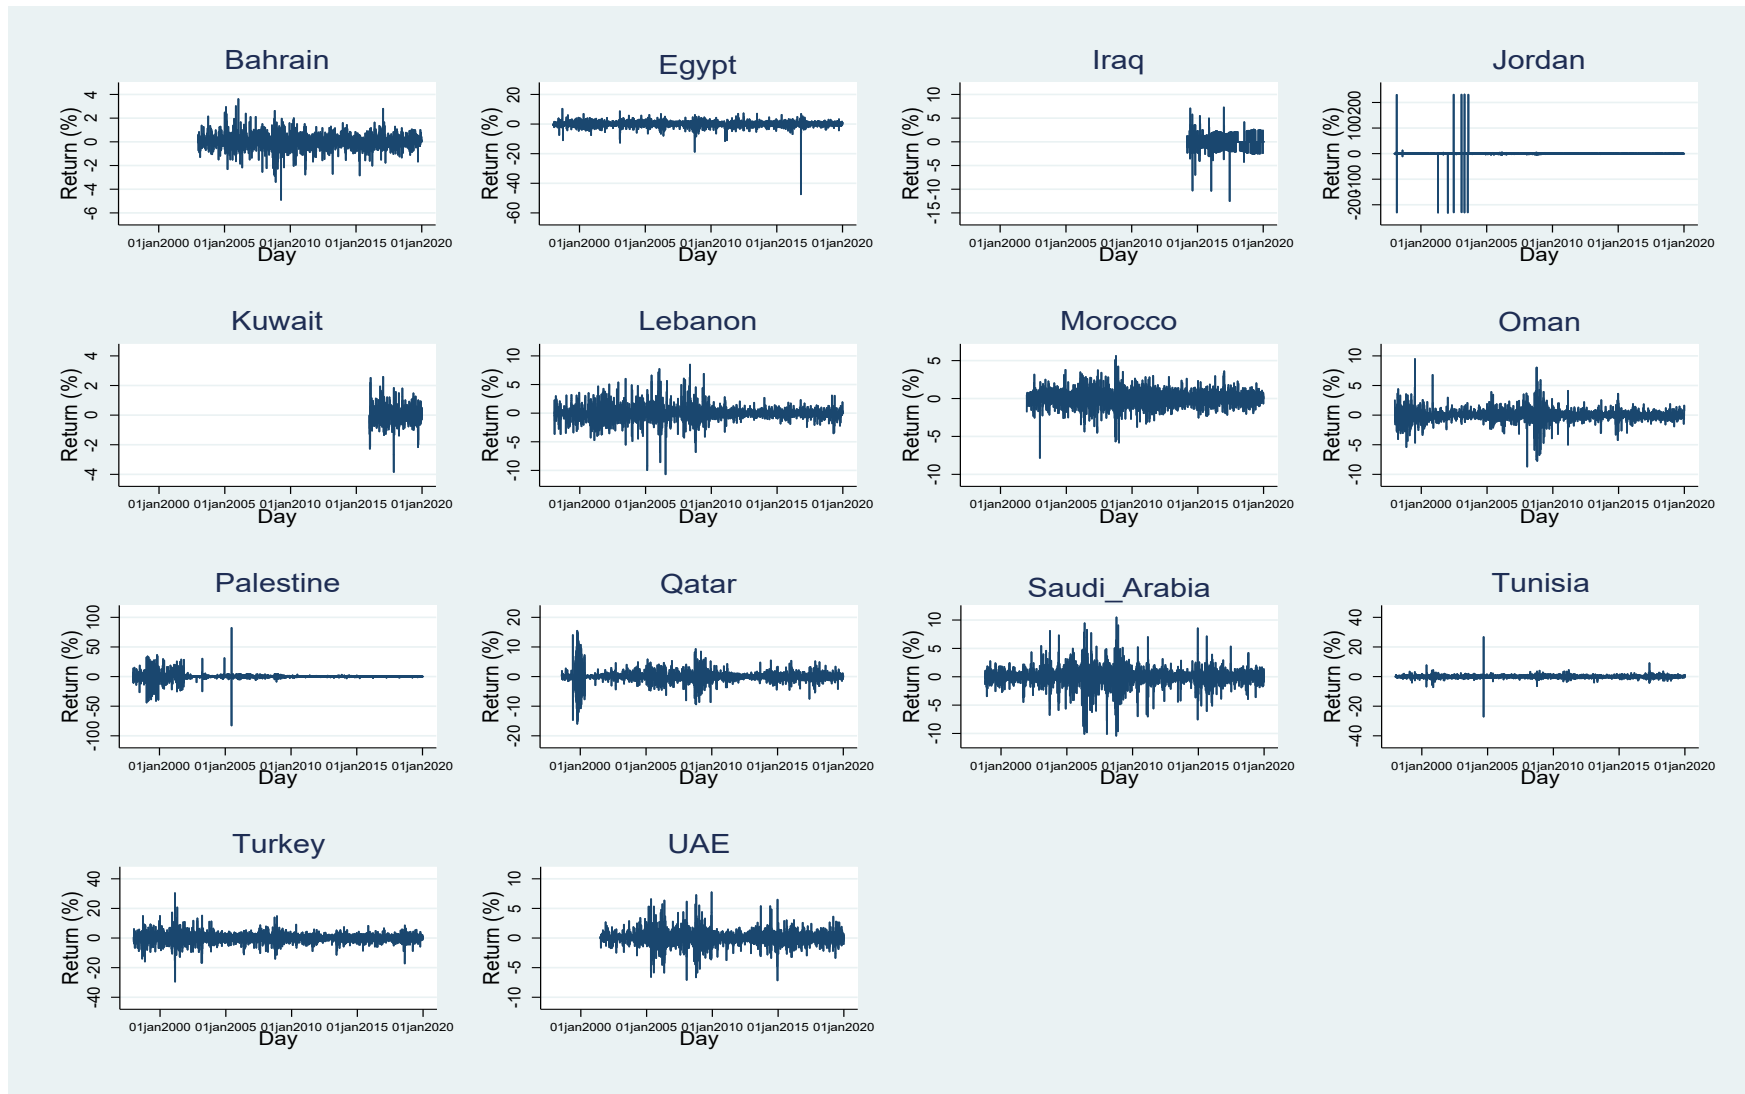 Bahrain
Return (%)
4
2
0
-2
-4
-6
01jan2000 01jan2005 01jan2010 01jan2015 01jan2020
Day
Egypt
Return (%)
20
0
-20
-40
-60
01jan2000 01jan2005 01jan2010 01jan2015 01jan2020
Day
Iraq
Return (%)
10
5
0
-5
-10
-15
01jan2000 01jan2005 01jan2010 01jan2015 01jan2020
Day
Jordan
Return (%)
200
100
0
-100
-200
01jan2000 01jan2005 01jan2010 01jan2015 01jan2020
Day
Kuwait
Return (%)
4
2
0
-2
-4
01jan2000 01jan2005 01jan2010 01jan2015 01jan2020
Day
Lebanon
Return (%)
10
5
0
-5
-10
01jan2000 01jan2005 01jan2010 01jan2015 01jan2020
Day
Morocco
Return (%)
5
0
-5
-10
01jan2000 01jan2005 01jan2010 01jan2015 01jan2020
Day
Oman
Return (%)
10
5
0
-5
-10
01jan2000 01jan2005 01jan2010 01jan2015 01jan2020
Day
Palestine
Return (%)
100
50
0
-50
-100
01jan2000 01jan2005 01jan2010 01jan2015 01jan2020
Day
Qatar
Return (%)
20
10
0
-10
-20
01jan2000 01jan2005 01jan2010 01jan2015 01jan2020
Day
Saudi_Arabia
Return (%)
10
5
0
-5
-10
01jan2000 01jan2005 01jan2010 01jan2015 01jan2020
Day
Tunisia
Return (%)
40
20
0
-20
-40
01jan2000 01jan2005 01jan2010 01jan2015 01jan2020
Day
Turkey
Return (%)
40
20
0
-20
-40
01jan2000 01jan2005 01jan2010 01jan2015 01jan2020
Day
UAE
Return (%)
10
5
0
-5
-10
01jan2000 01jan2005 01jan2010 01jan2015 01jan2020
Day